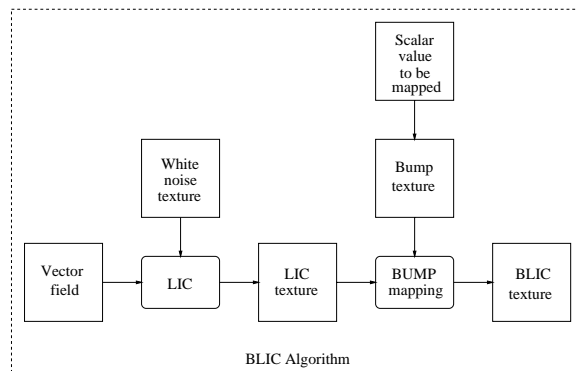 Scalar
value
to be
mapped
White
noise
texture
Bump
texture
Vector
field
LIC
LIC
texture
BUMP
mapping
BLIC
texture
BLIC Algorithm